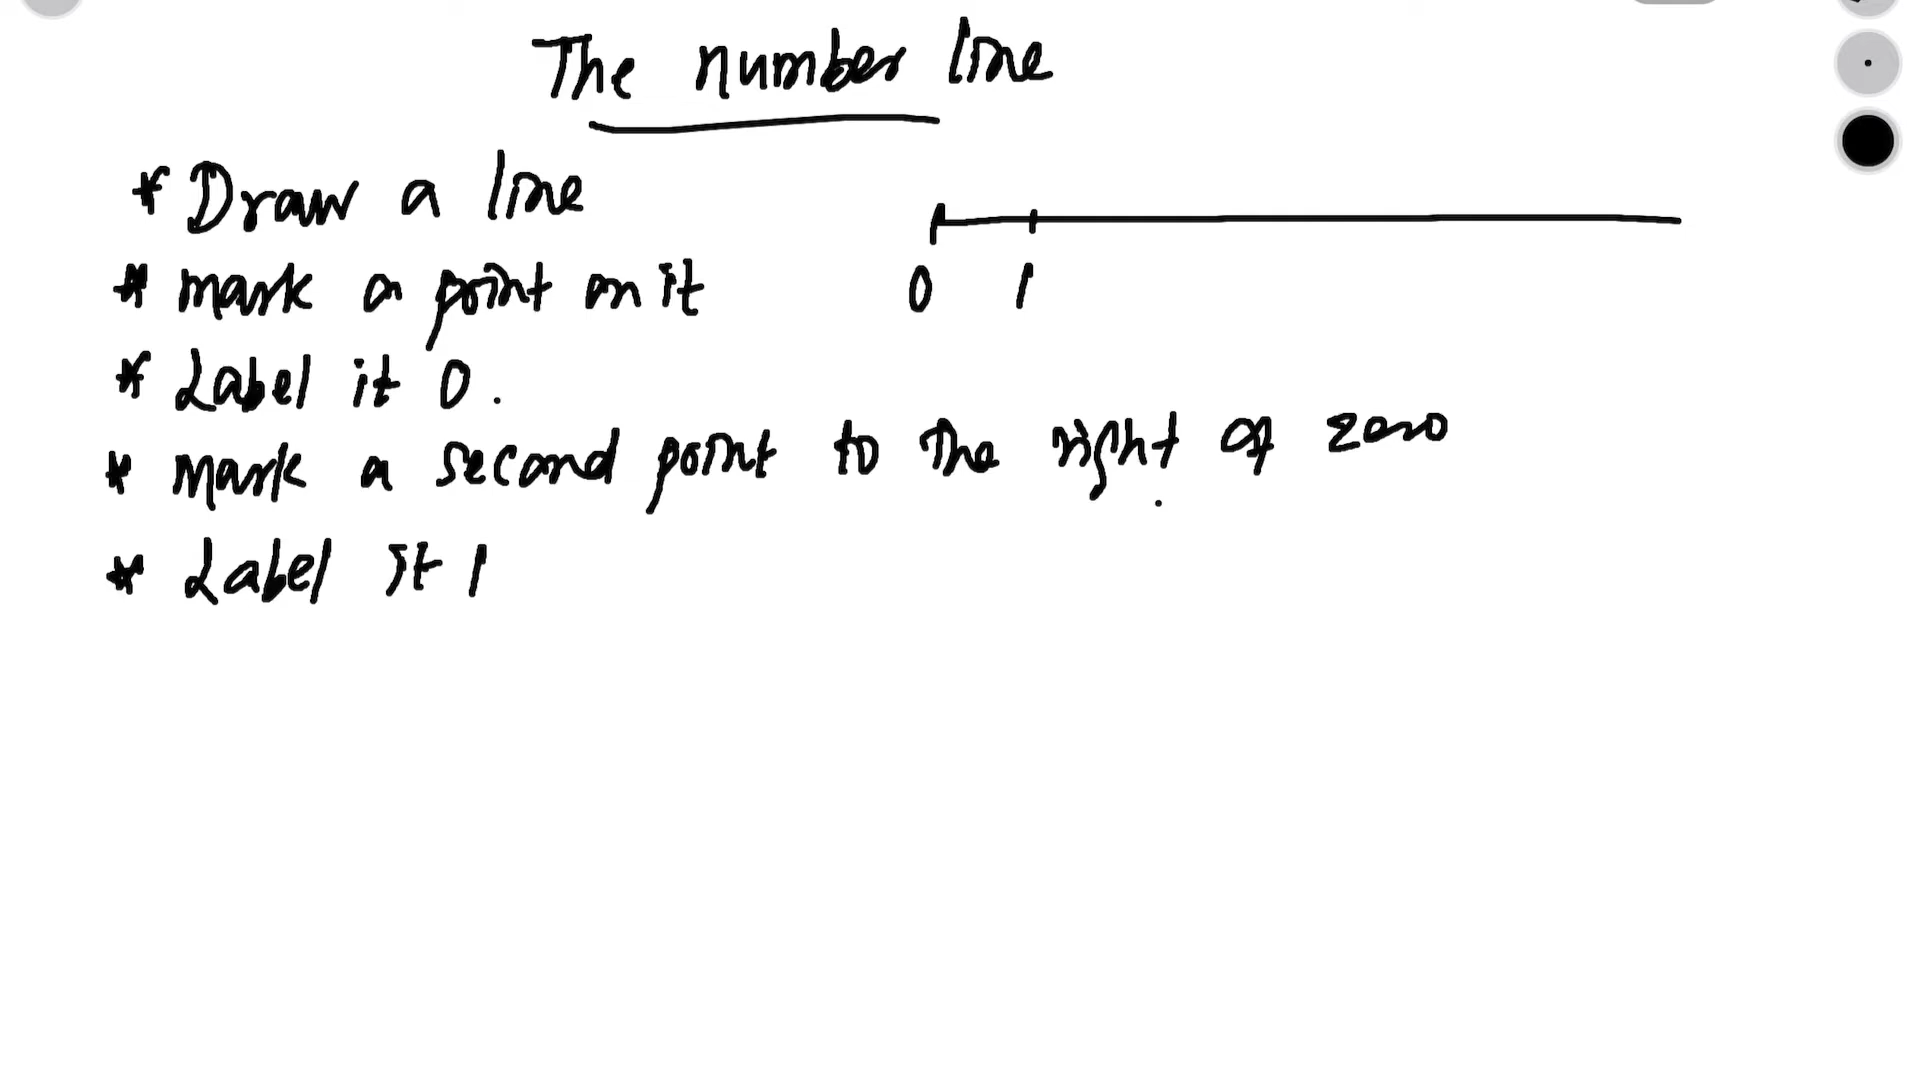 The number line
* Draw a line
* mark a point on it
0 1
* Label it 0.
* Mark a second point to the right of zero
* Label it 1